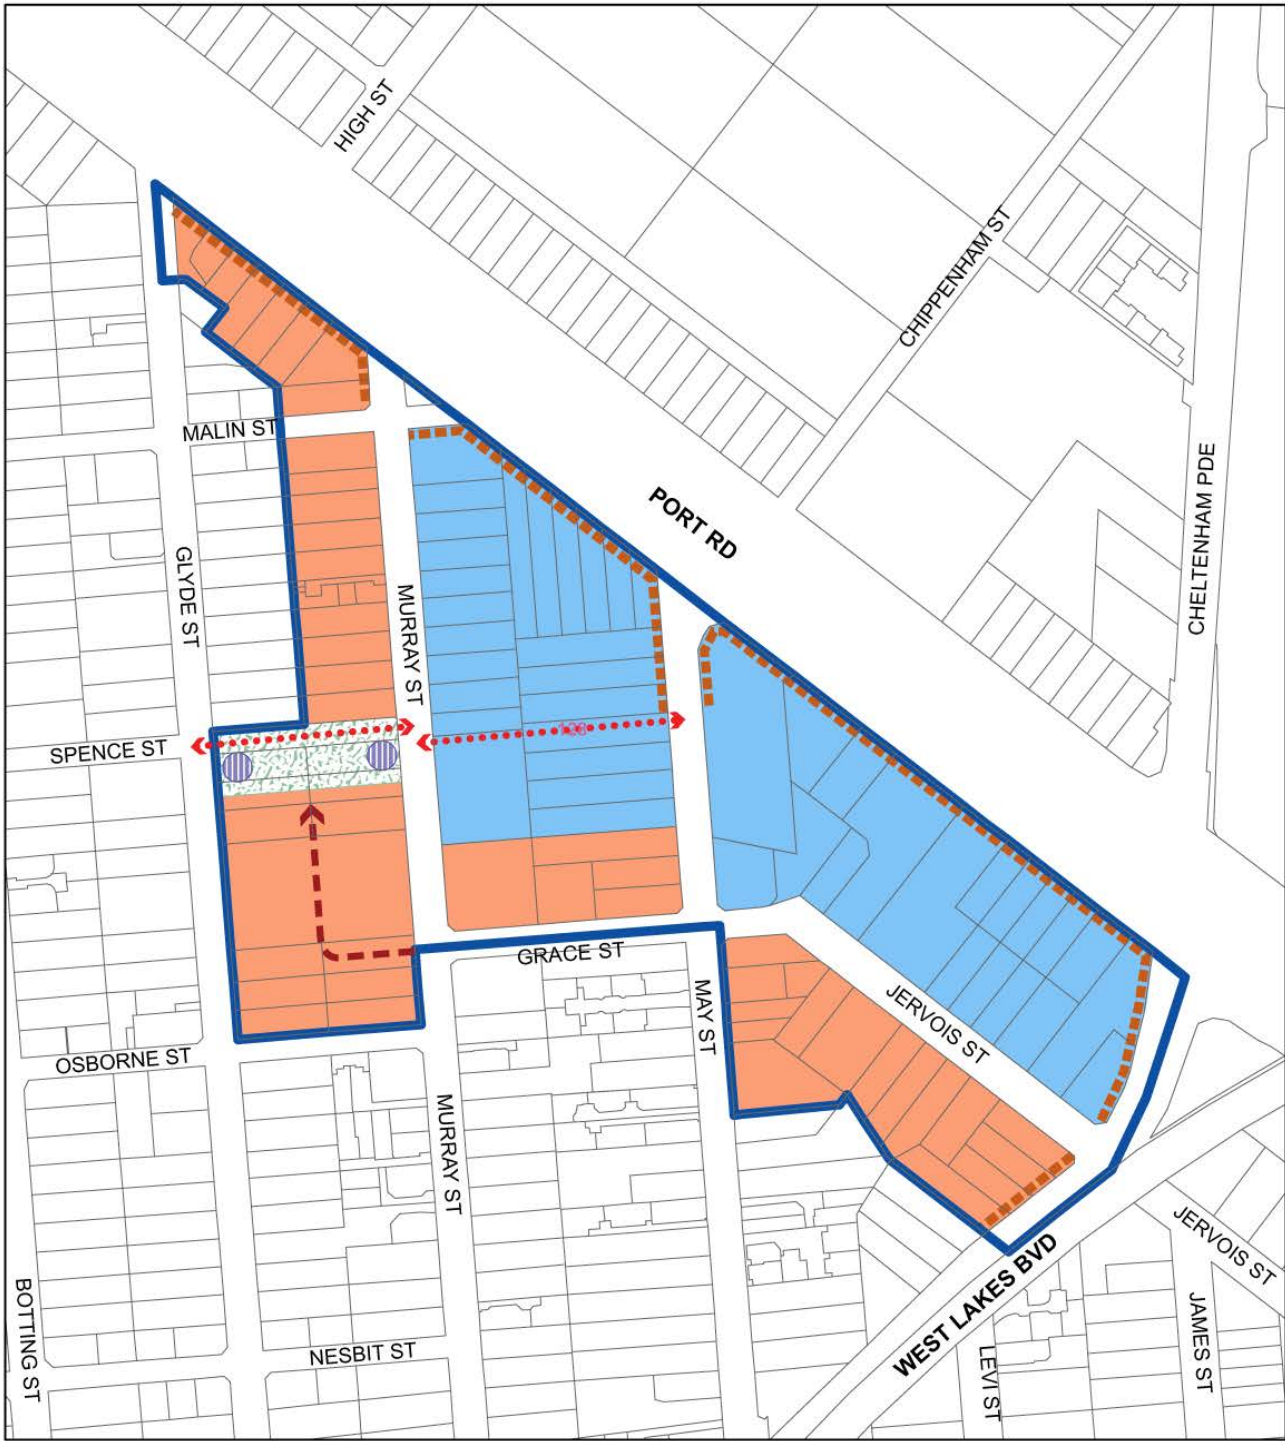 HIGH ST
CHIPPENHAM ST
MALIN ST
PORT RD
CHELTENHAM PDE
GLYDE ST
MURRAY ST
SPENCE ST
128
GRACE ST
MAY ST
JERVOIS ST
OSBORNE ST
MURRAY ST
JERVOIS ST
WEST LAKES BVD
BOTTING ST
NESBIT ST
LEVI ST
JAMES ST